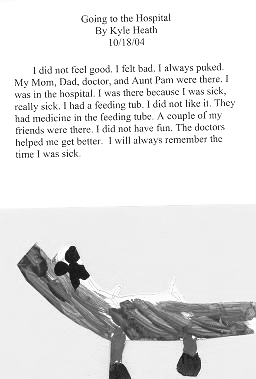 Going to the Hospital
By Kyle Heath
10/18/04
I did not feel good. I felt bad. I always puked.
My Mom, Dad, doctor, and Aunt Pam were there. I
was in the hospital. I was there because I was sick,
really sick. I had a feeding tub. I did not like it. They
had medicine in the feeding tube. A couple of my
friends were there. I did not have fun. The doctors
helped me get better. I will always remember the
time I was sick.